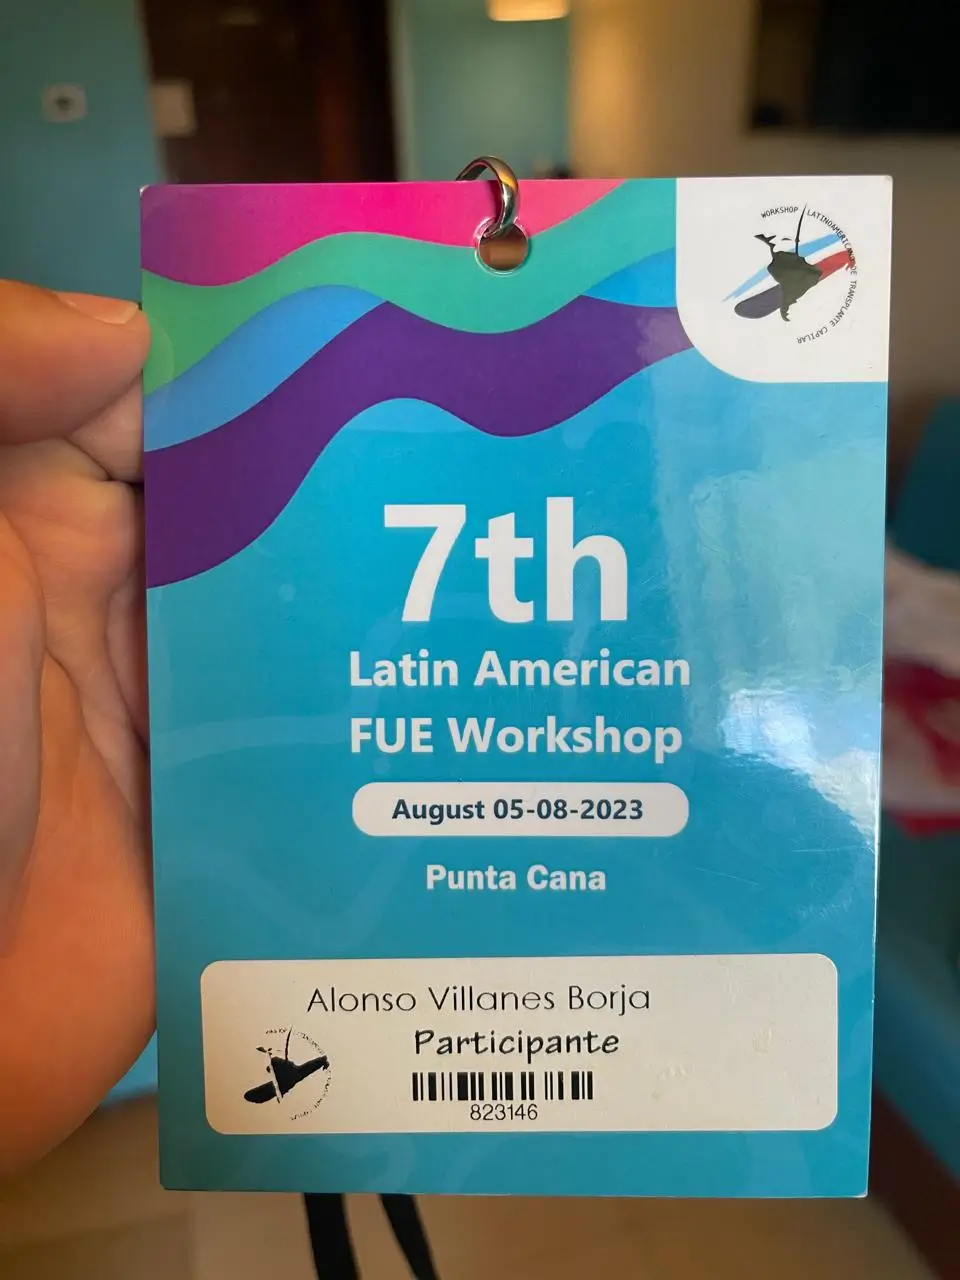 WORKSHOP LATINOAMERICANO DE TRANSPLANTE CAPILAR
7th
Latin American
FUE Workshop
August 05-08-2023
Punta Cana
Alonso Villanes Borja
Participante
823146